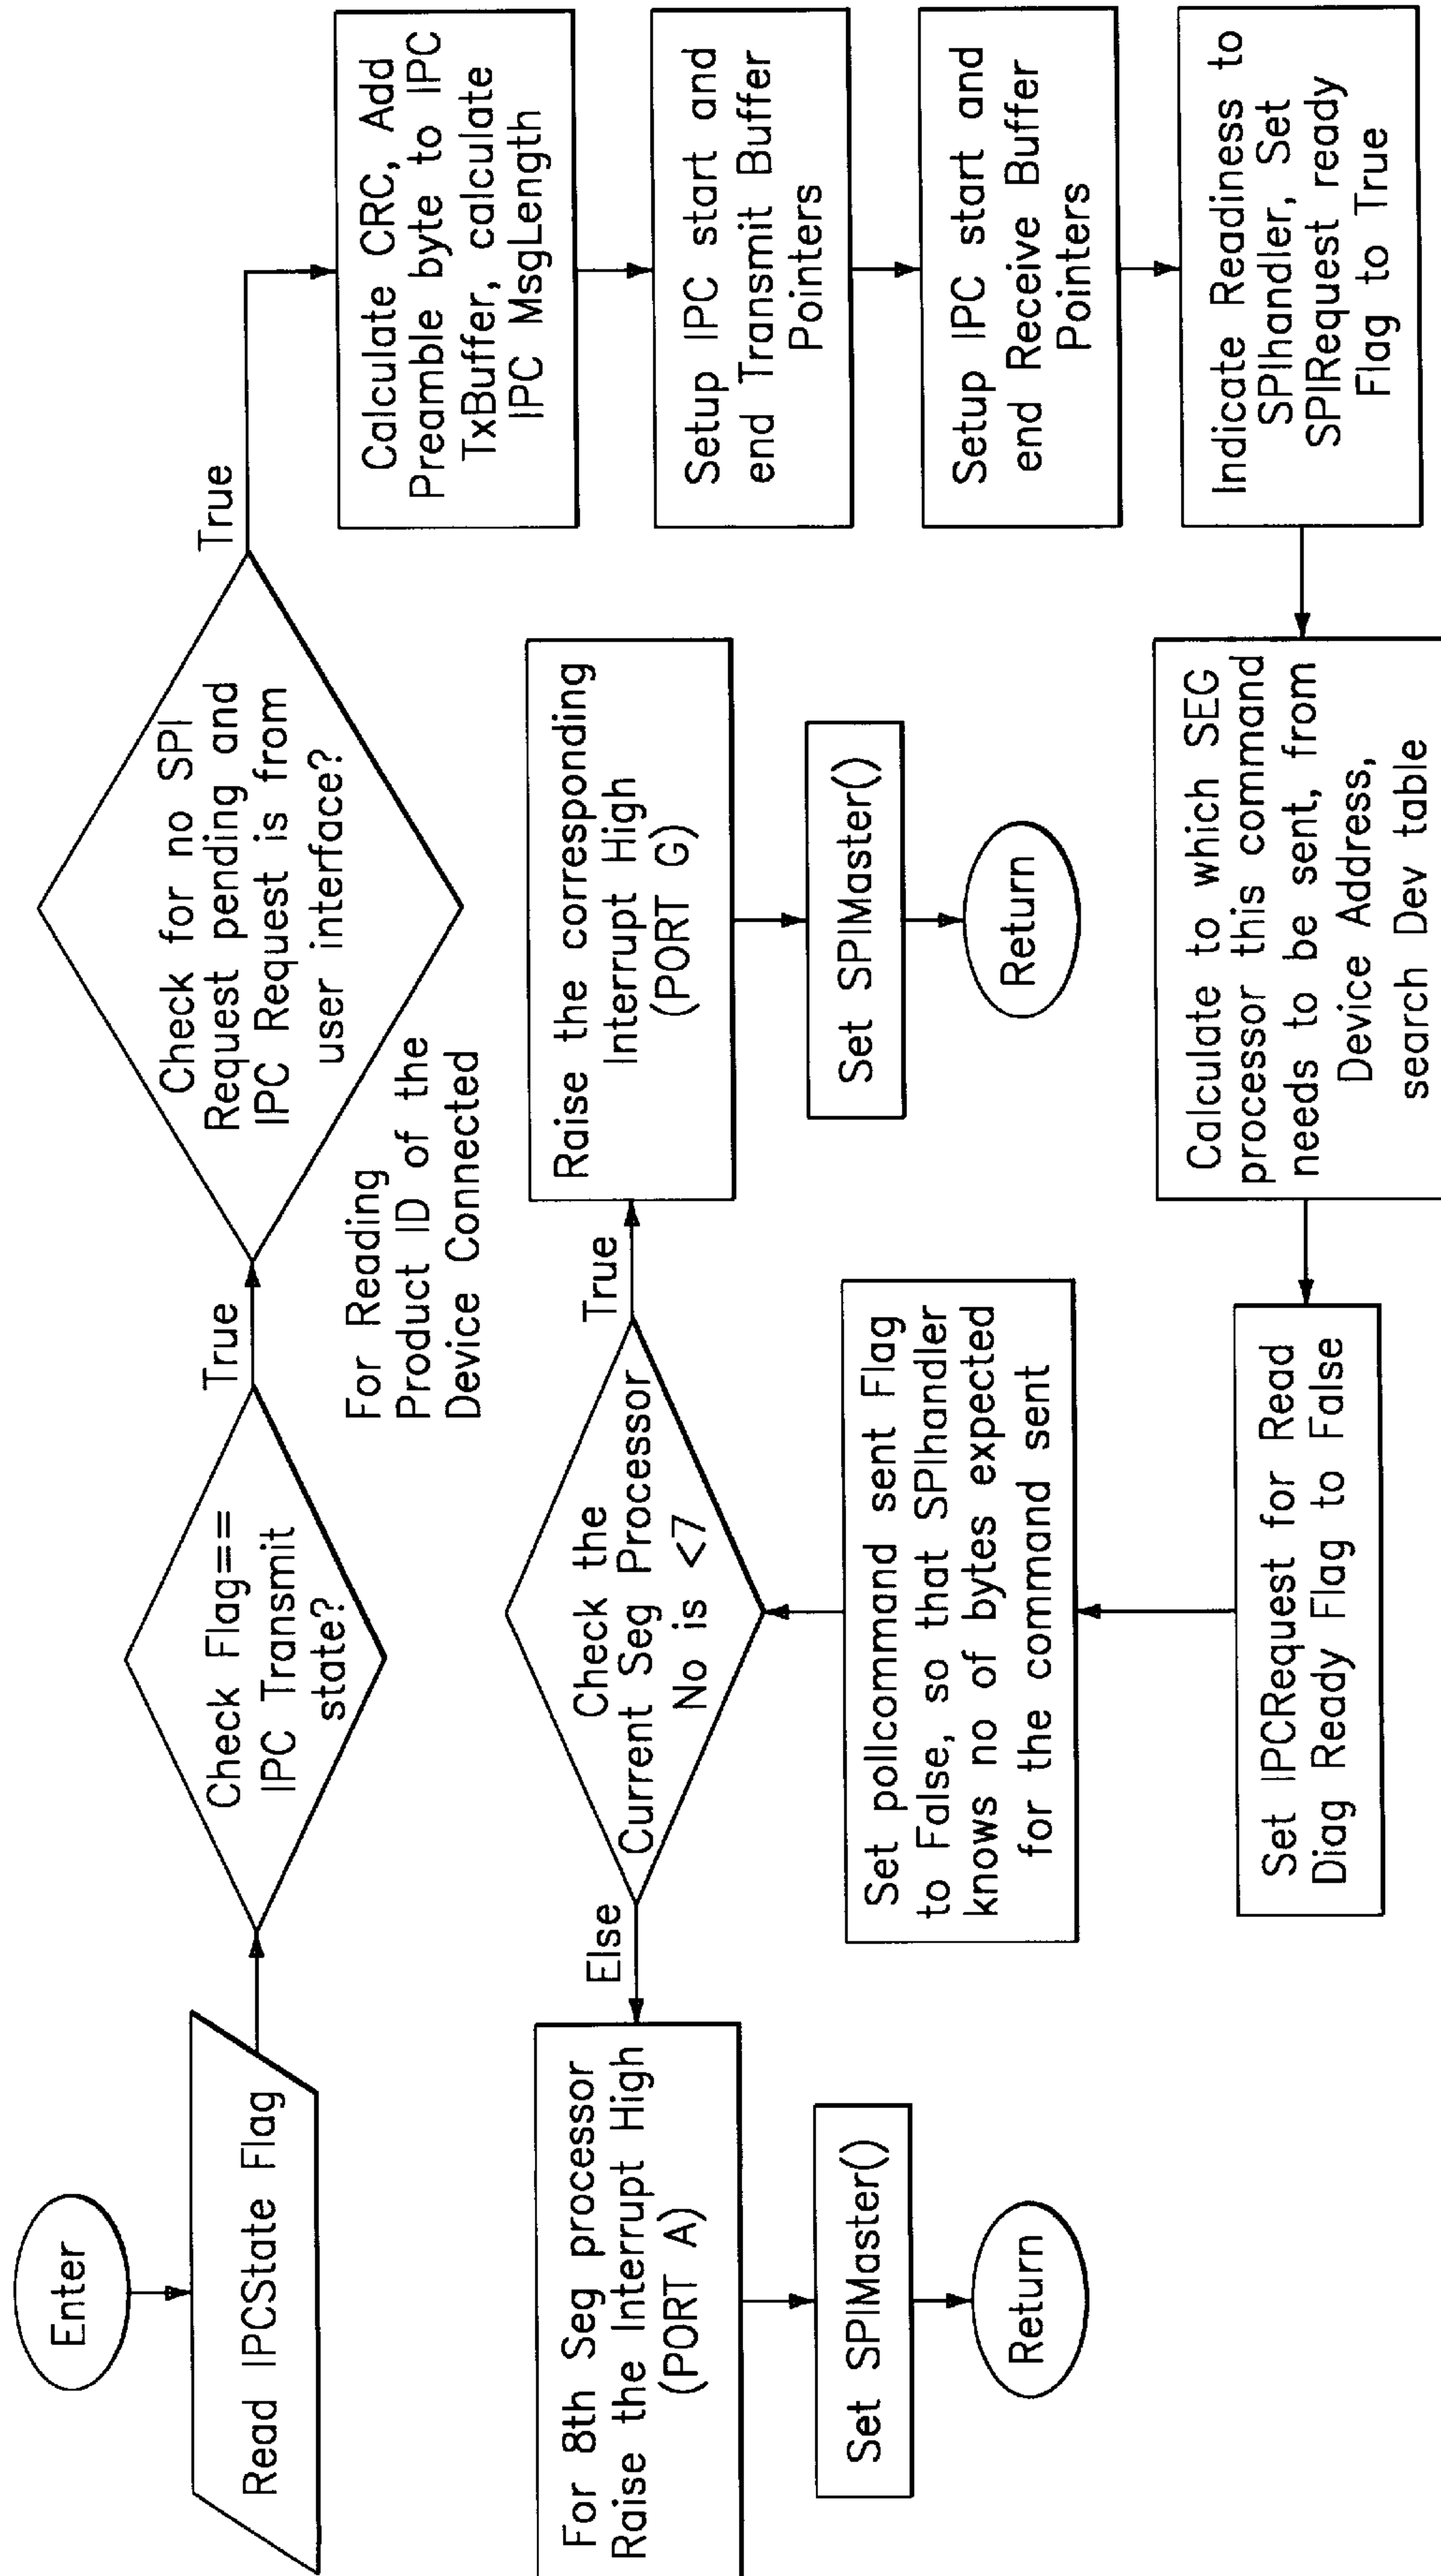 Enter
Read IPCState Flag
Check Flag==
IPC Transmit
state?
True
Check for no SPI
Request pending and
IPC Request is from
user interface?
True
For Reading
Product ID of the
Device Connected
Calculate CRC, Add
Preamble byte to IPC
TxBuffer, calculate
IPC MsgLength
Setup IPC start and
end Transmit Buffer
Pointers
Setup IPC start and
end Receive Buffer
Pointers
Indicate Readiness to
SPIhandler, Set
SPIRequest ready
Flag to True
Calculate to which SEG
processor this command
needs to be sent, from
Device Address,
search Dev table
Set IPCRequest for Read
Diag Ready Flag to False
Set pollcommand sent Flag
to False, so that SPIhandler
knows no of bytes expected
for the command sent
Check the
Current Seg Processor
No is <7
True
Raise the corresponding
Interrupt High
(PORT G)
Set SPIMaster()
Return
Else
For 8th Seg processor
Raise the Interrupt High
(PORT A)
Set SPIMaster()
Return